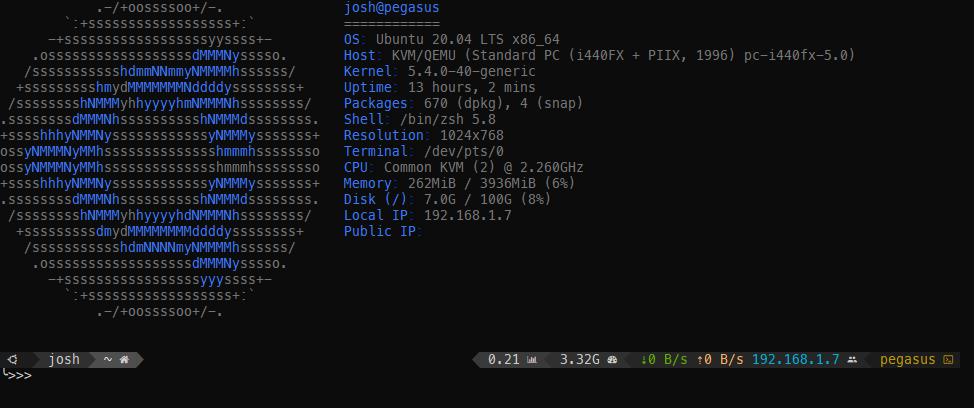 .-/+oossssoo+/-.
`:+ssssssssssssssssss+:`
-+ssssssssssssssssssyyssss+-
.ossssssssssssssssssdMMMNysssso.
/ssssssssssshdmmNNmmyNMMMMhssssss/
+ssssssssshmydMMMMMMMNddddyssssssss+
/sssssssshNMMMyhhyyyyhmNMMMNhssssssss/
.ssssssssdMMMNhsssssssssshNMMMdssssssss.
+sssshhhyNMMNyssssssssssssyNMMMysssssss+
ossyNMMMNyMMhsssssssssssssshmmmhssssssso
ossyNMMMNyMMhsssssssssssssshmmmhssssssso
+sssshhhyNMMNyssssssssssssyNMMMysssssss+
.ssssssssdMMMNhsssssssssshNMMMdssssssss.
/sssssssshNMMMyhhyyyyhdNMMMNhssssssss/
+sssssssssdmydMMMMMMMMddddyssssssss+
/ssssssssssshdmNNNNmyNMMMMhssssss/
.ossssssssssssssssssdMMMNysssso.
-+sssssssssssssssssyyyssss+-
`:+ssssssssssssssssss+:`
.-/+oossssoo+/-.
josh@pegasus
============
OS: Ubuntu 20.04 LTS x86_64
Host: KVM/QEMU (Standard PC (i440FX + PIIX, 1996) pc-i440fx-5.0)
Kernel: 5.4.0-40-generic
Uptime: 13 hours, 2 mins
Packages: 670 (dpkg), 4 (snap)
Shell: /bin/zsh 5.8
Resolution: 1024x768
Terminal: /dev/pts/0
CPU: Common KVM (2) @ 2.260GHz
Memory: 262MiB / 3936MiB (6%)
Disk (/): 7.0G / 100G (8%)
Local IP: 192.168.1.7
Public IP:
josh ~ 0.21 3.32G ↓0 B/s ↑0 B/s 192.168.1.7 pegasus
╰>>>